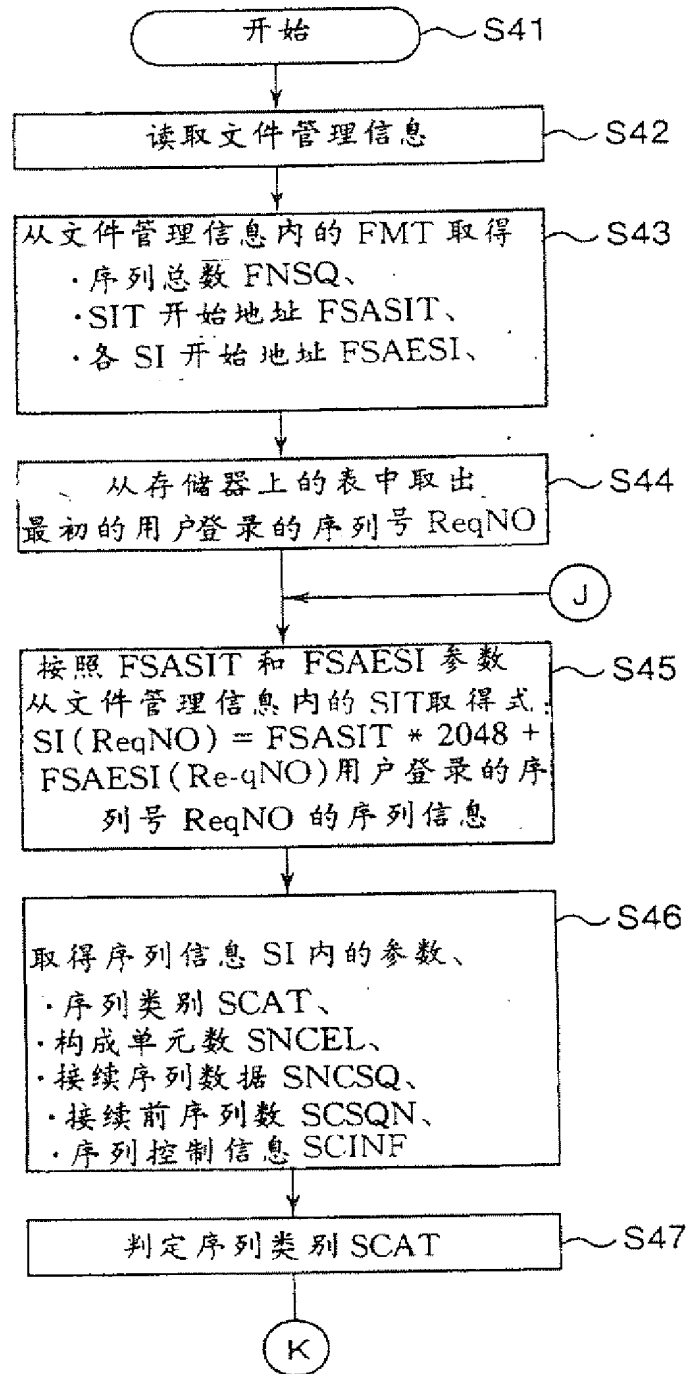 开始 S41
读取文件管理信息 S42
从文件管理信息内的 FMT 取得 S43
·序列总数 FNSQ、
·SIT 开始地址 FSASIT、
·各 SI 开始地址 FSAESI、
从存储器上的表中取出 S44
最初的用户登录的序列号 ReqNO
J
按照 FSASIT 和 FSAESI 参数 S45
从文件管理信息内的 SIT取得式:
SI(ReqNO) = FSASIT * 2048 +
FSAESI(Re-qNO)用户登录的序
列号 ReqNO 的序列信息
S46
取得序列信息 SI 内的参数、
·序列类别 SCAT、
·构成单元数 SNCEL、
·接续序列数据 SNCSQ、
·接续前序列数 SCSQN、
·序列控制信息 SCINF
判定序列类别 SCAT S47
K